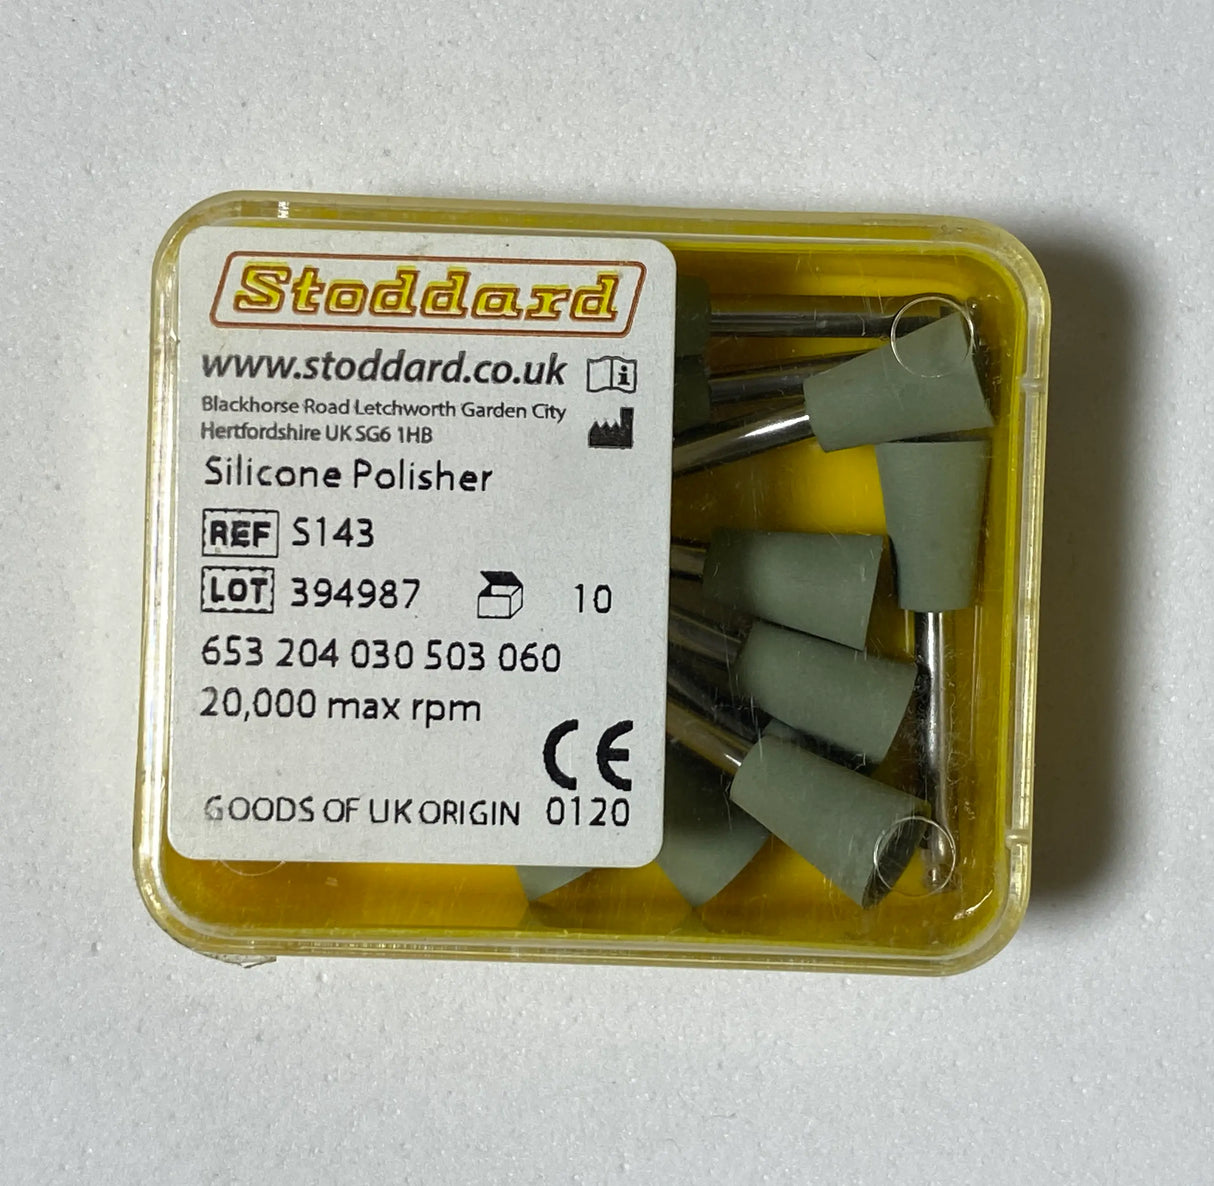 Stoddard
www.stoddard.co.uk
Blackhorse Road Letchworth Garden City
Hertfordshire UK SG6 1HB
Silicone Polisher
REF S143
LOT 394987 10
653 204 030 503 060
20,000 max rpm
CE
GOODS OF UK ORIGIN 0120